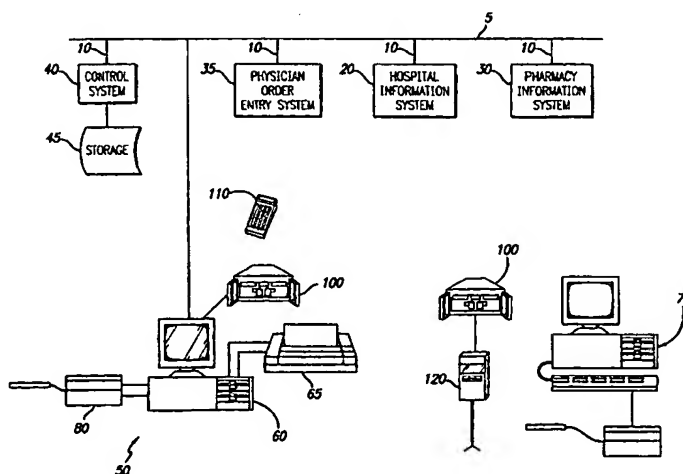 5
10
10
10
10
40
CONTROL
SYSTEM
35
PHYSICIAN
ORDER
ENTRY SYSTEM
20
HOSPITAL
INFORMATION
SYSTEM
30
PHARMACY
INFORMATION
SYSTEM
45
STORAGE
110
100
100
65
120
80
60
50